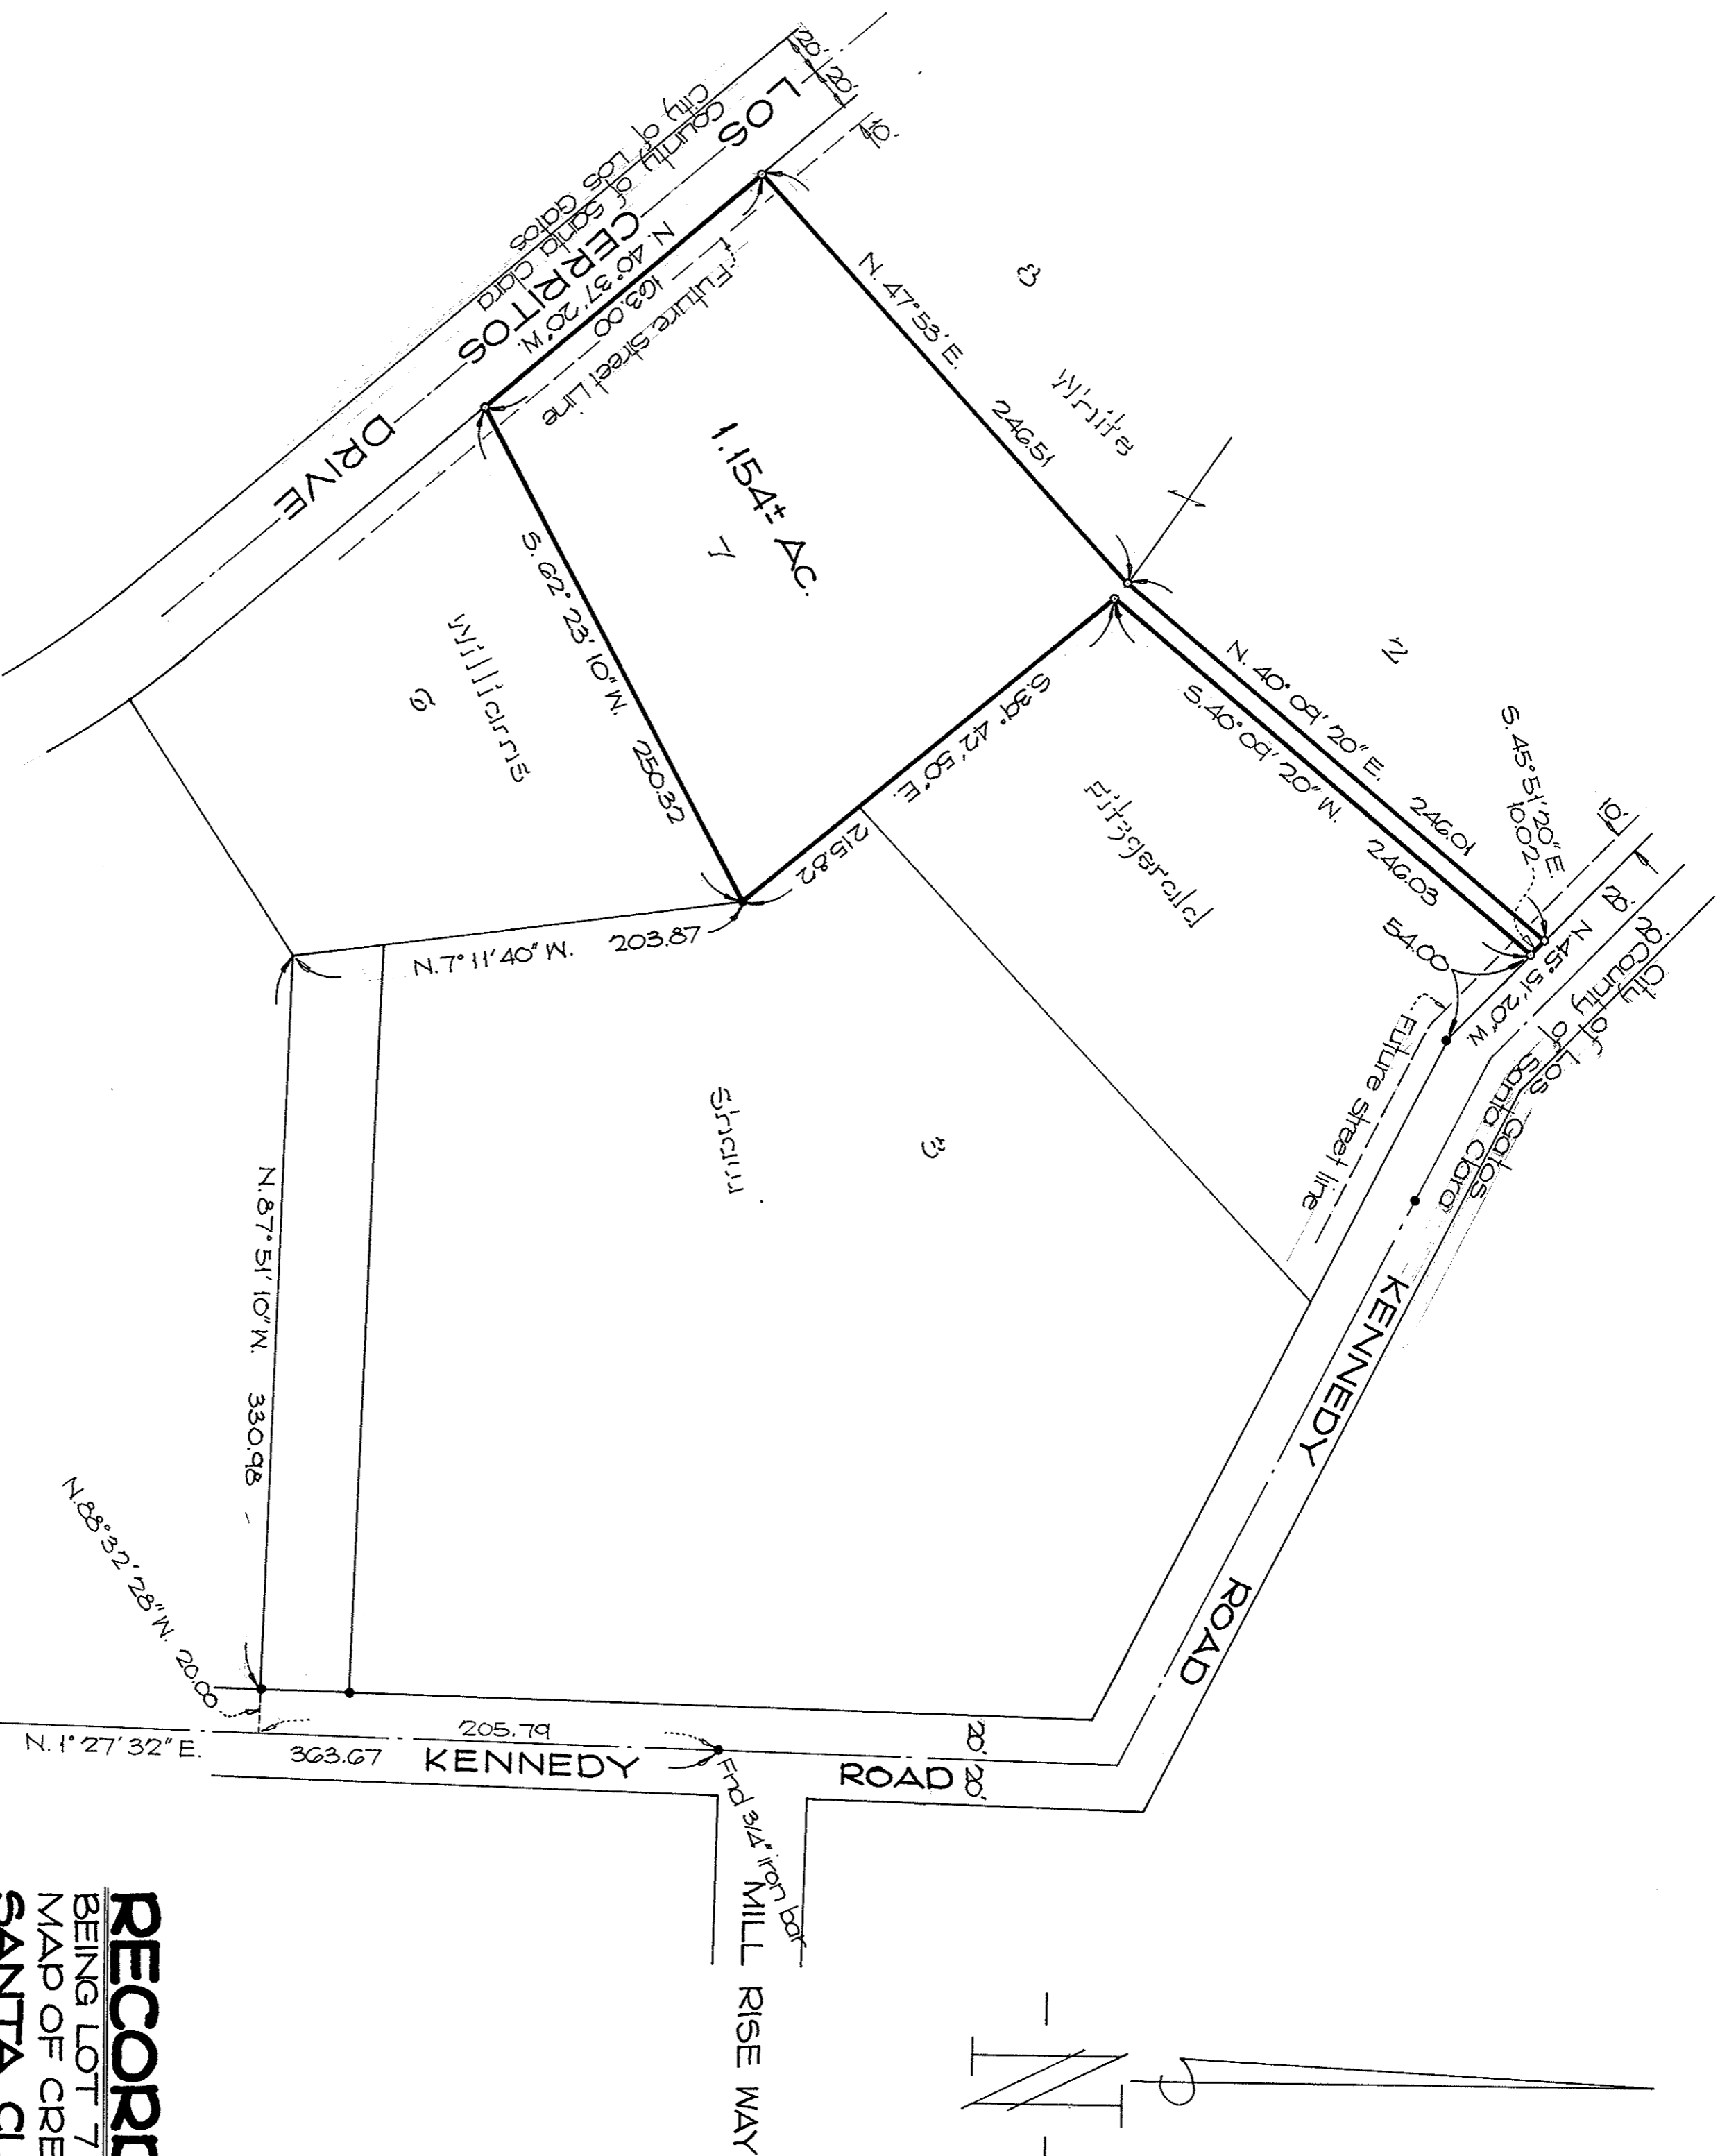 20' 20'
10'
LOS CERRITOS DRIVE
County of Santa Clara
City of Los Gatos
N. 40° 37' 20" W.
163.00
Future Street Line
N. 47° 53' E. 246.51
3
White
1.154± AC.
7
S. 62° 23' 10" W. 250.32
Williams
6
S. 39° 42' 50" E. 215.82
N. 40° 09' 20" E. 246.01
S. 40° 09' 20" W. 246.03
2
S. 45° 51' 20" E.
10.02
10'
20' 20'
City of Los Gatos
County of Santa Clara
N. 45° 51' 20" W.
54.00
Fitzgerald
Future street line
N. 7° 11' 40" W. 203.87
Shaw
3
KENNEDY ROAD
N. 87° 51' 10" W. 330.98
N. 88° 32' 28" W. 20.00
N. 1° 27' 32" E.
205.79
363.67
KENNEDY ROAD
20' 20'
Fnd 3/4" iron bar
MILL RISE WAY
N
RECORD
BEING LOT 7
MAP OF CRE
SANTA CL